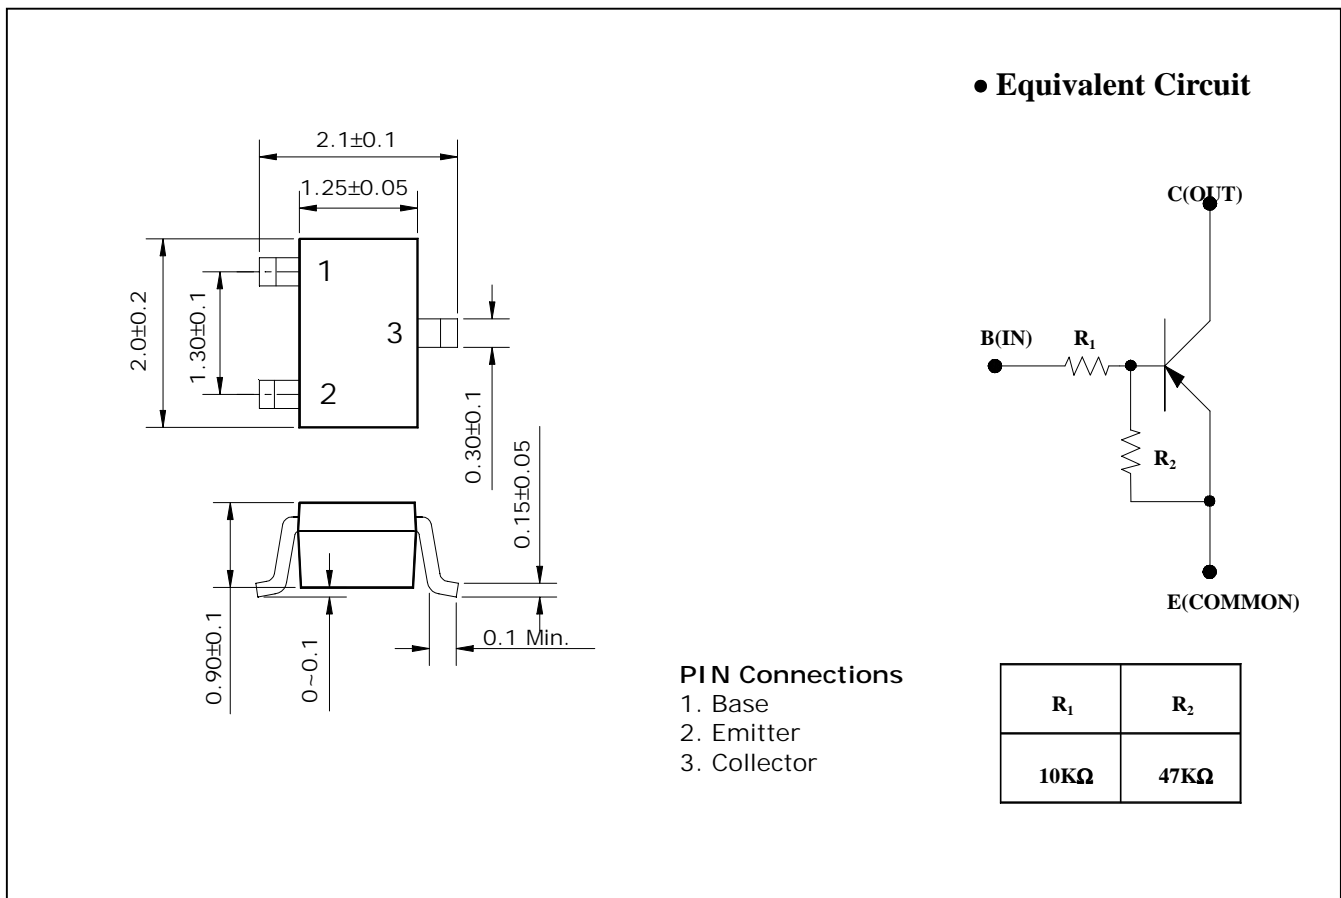 • Equivalent Circuit
2.1±0.1
1.25±0.05
1
2
3
2.0±0.2
1.30±0.1
0.30±0.1
0.15±0.05
0.90±0.1
0~0.1
0.1 Min.
C(OUT)
B(IN)
R₁
R₂
E(COMMON)
PIN Connections
1. Base
2. Emitter
3. Collector
R₁ R₂
10KΩ 47KΩ